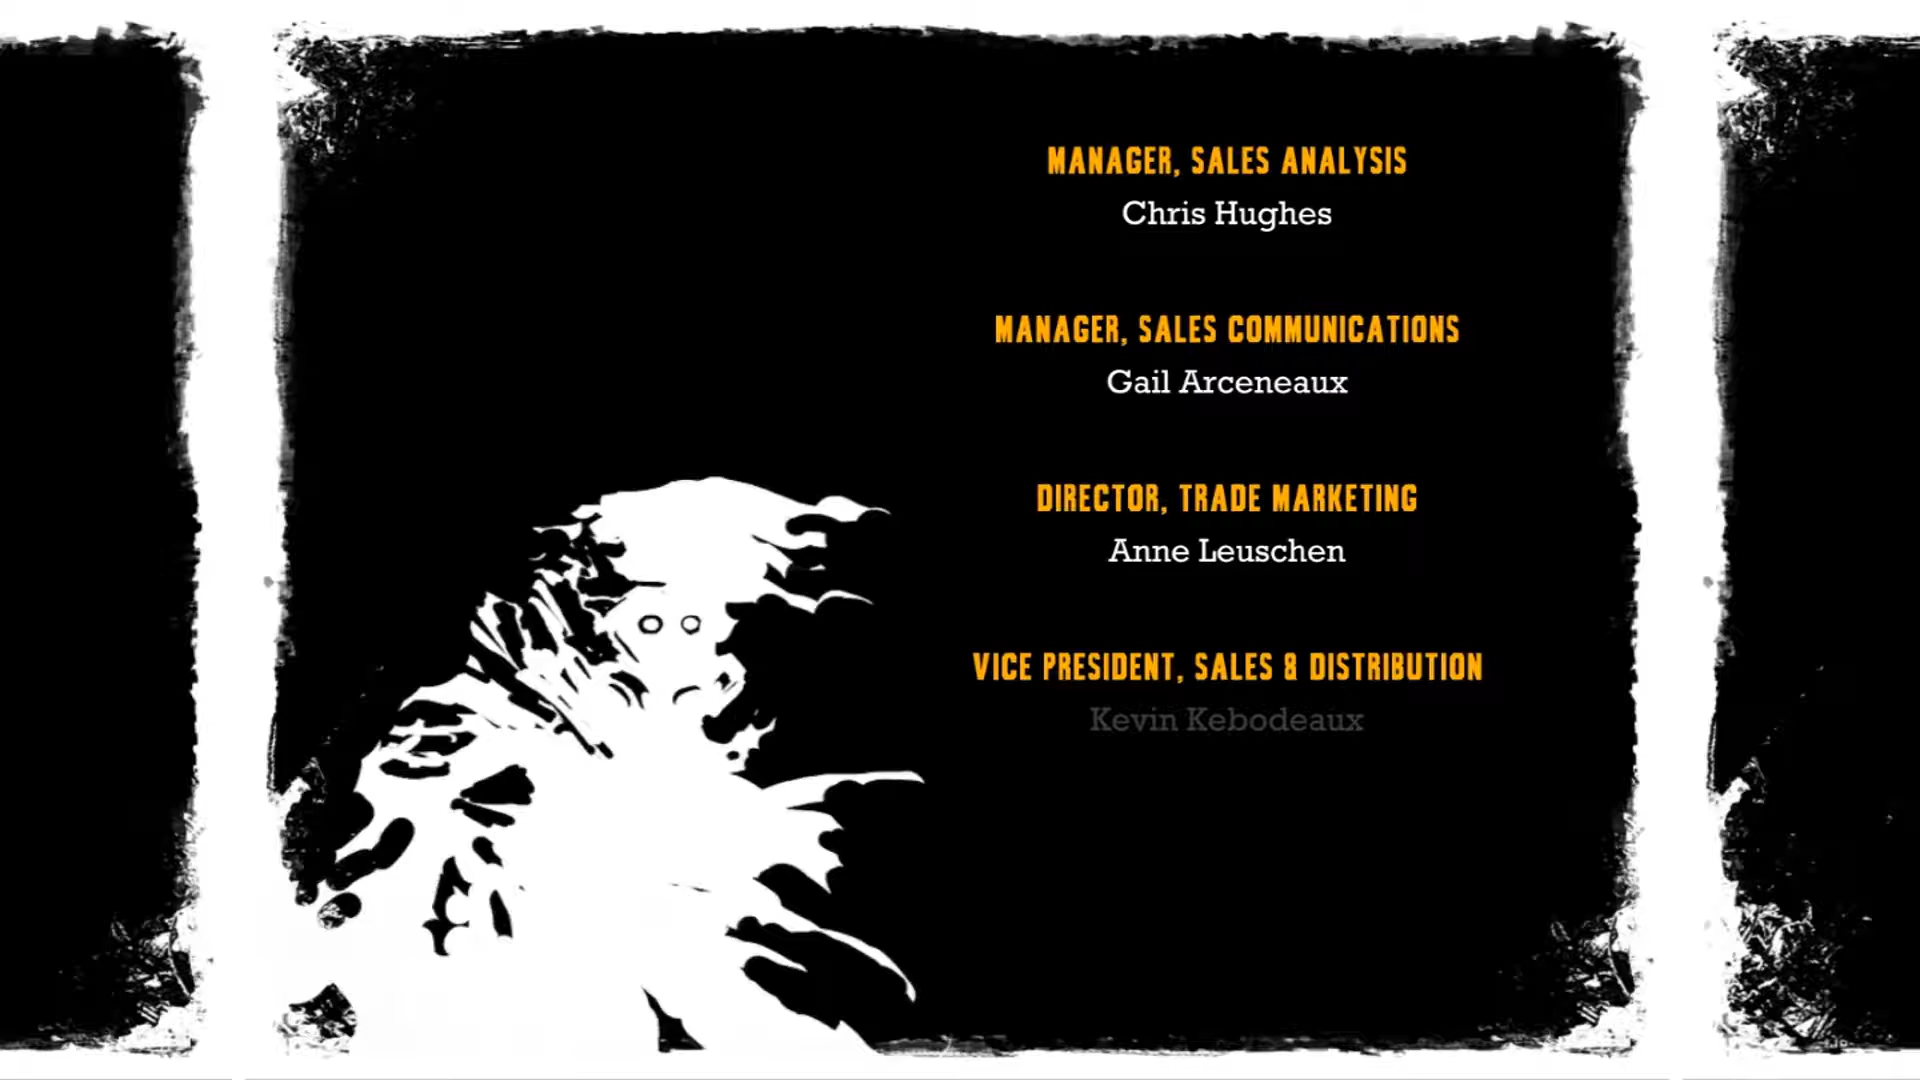 MANAGER, SALES ANALYSIS
Chris Hughes
MANAGER, SALES COMMUNICATIONS
Gail Arceneaux
DIRECTOR, TRADE MARKETING
Anne Leuschen
VICE PRESIDENT, SALES & DISTRIBUTION
Kevin Kebodeaux